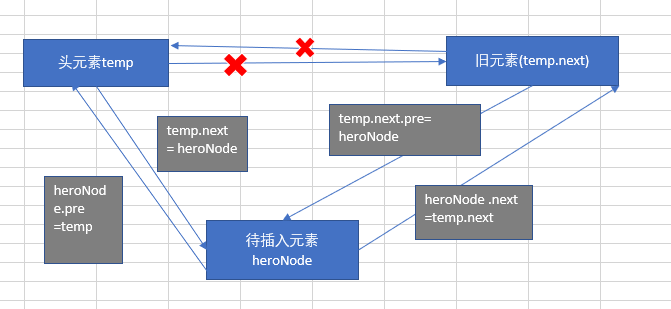 头元素temp
旧元素(temp.next)
temp.next
= heroNode
temp.next.pre=
heroNode
heroNod
e.pre
=temp
heroNode .next
=temp.next
待插入元素
heroNode